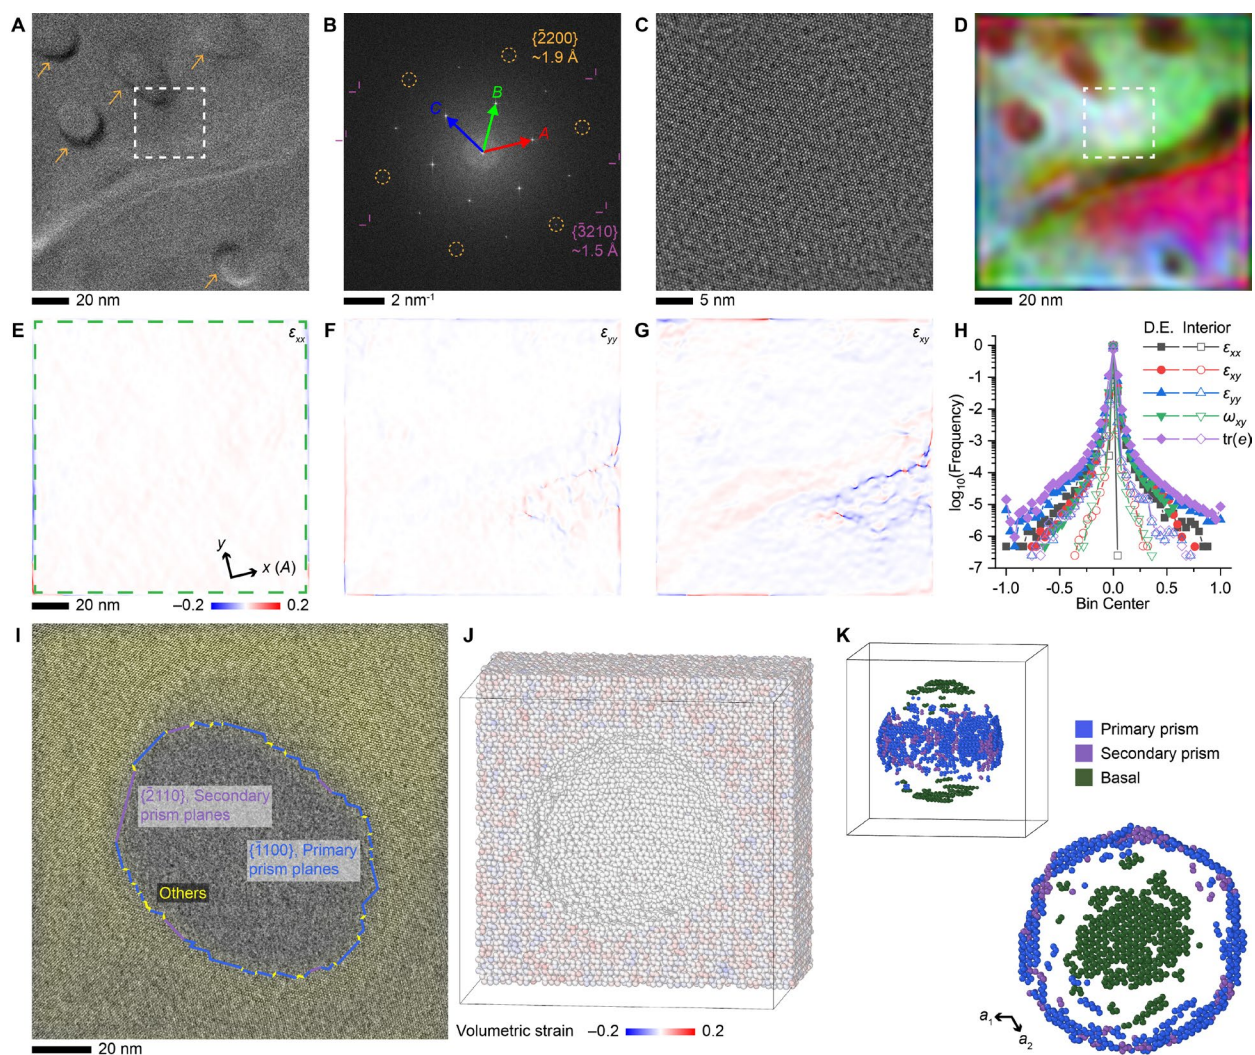 A
B
{2̄200}
~1.9 Å
B
C
A
{3̄210}
~1.5 Å
C
D
20 nm
2 nm⁻¹
5 nm
20 nm
E
εxx
F
εyy
G
εxy
H
D.E. Interior
εxx
εxy
εyy
ωxy
tr(e)
log₁₀(Frequency)
0
-1
-2
-3
-4
-5
-6
-7
-1.0 -0.5 0.0 0.5 1.0
Bin Center
y
x (A)
20 nm
–0.2 0.2
I
{2̄110}, Secondary
prism planes
{1̄100}, Primary
prism planes
Others
20 nm
J
Volumetric strain –0.2 0.2
K
Primary prism
Secondary prism
Basal
a₁
a₂